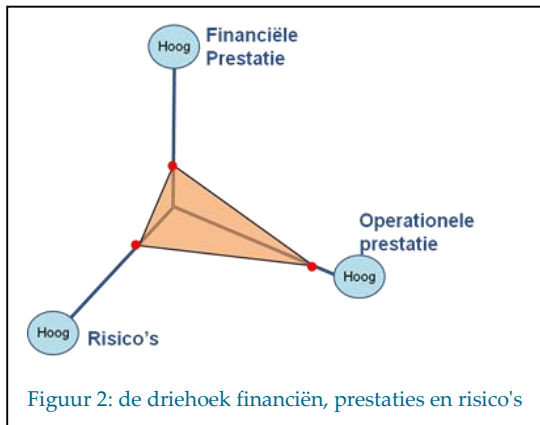 Hoog
Financiële
Prestatie
Operationele
prestatie
Hoog
Hoog
Risico's
Figuur 2: de driehoek financiën, prestaties en risico's